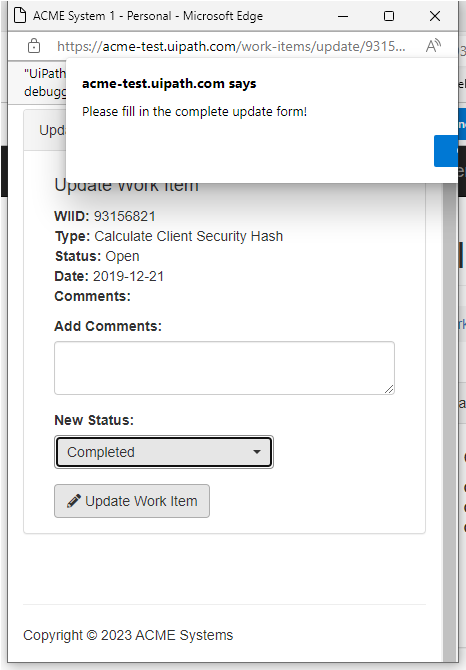 ACME System 1 - Personal - Microsoft Edge
https://acme-test.uipath.com/work-items/update/9315...
"UiPath
debugg
acme-test.uipath.com says
Please fill in the complete update form!
Upda
Update Work Item
WIID: 93156821
Type: Calculate Client Security Hash
Status: Open
Date: 2019-12-21
Comments:
Add Comments:
New Status:
Completed
Update Work Item
Copyright © 2023 ACME Systems